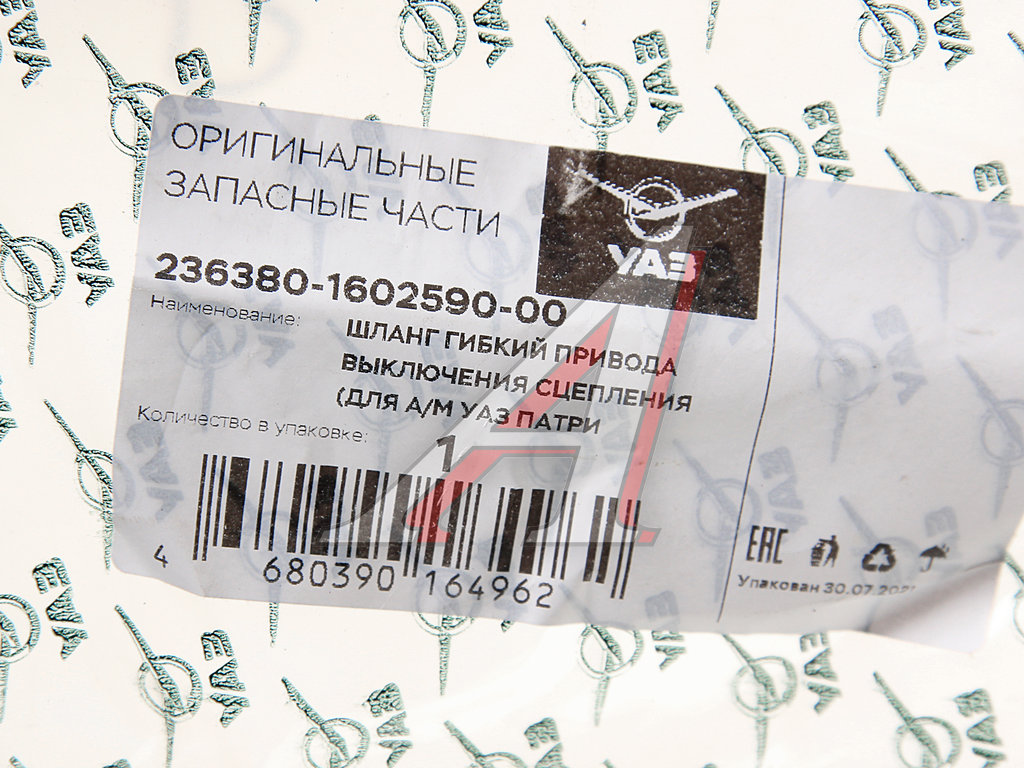 ОРИГИНАЛЬНЫЕ
ЗАПАСНЫЕ ЧАСТИ
УАЗ
236380-1602590-00
Наименование:
ШЛАНГ ГИБКИЙ ПРИВОДА
ВЫКЛЮЧЕНИЯ СЦЕПЛЕНИЯ
(ДЛЯ А/М УАЗ ПАТРИ
Количество в упаковке:
1
4 680390 164962
EAC
Упакован 30.07.2021